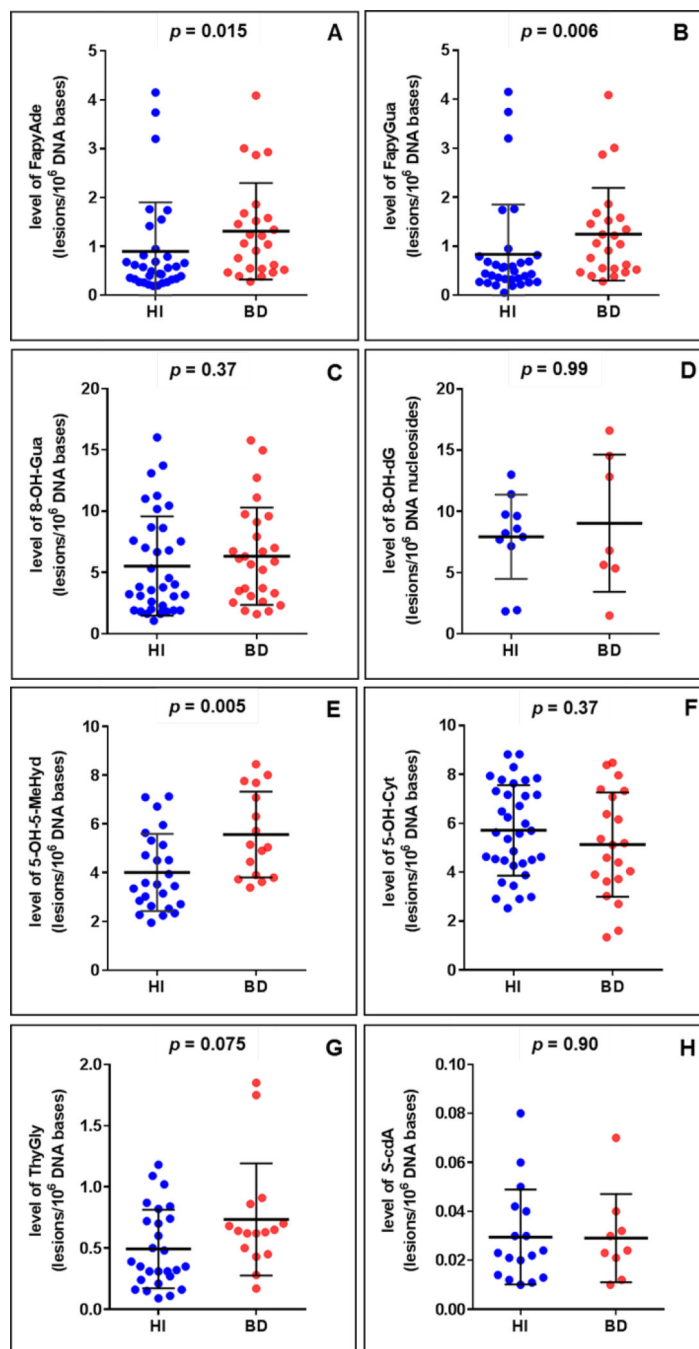 p = 0.015
A
level of FapyAde
(lesions/10⁶ DNA bases)
5
4
3
2
1
0
HI
BD
p = 0.006
B
level of FapyGua
(lesions/10⁶ DNA bases)
5
4
3
2
1
0
HI
BD
p = 0.37
C
level of 8-OH-Gua
(lesions/10⁶ DNA bases)
20
15
10
5
0
HI
BD
p = 0.99
D
level of 8-OH-dG
(lesions/10⁶ DNA nucleosides)
20
15
10
5
0
HI
BD
p = 0.005
E
level of 5-OH-5-MeHyd
(lesions/10⁶ DNA bases)
10
8
6
4
2
0
HI
BD
p = 0.37
F
level of 5-OH-Cyt
(lesions/10⁶ DNA bases)
10
8
6
4
2
0
HI
BD
p = 0.075
G
level of ThyGly
(lesions/10⁶ DNA bases)
2.0
1.5
1.0
0.5
0.0
HI
BD
p = 0.90
H
level of S-cdA
(lesions/10⁶ DNA bases)
0.10
0.08
0.06
0.04
0.02
0.00
HI
BD